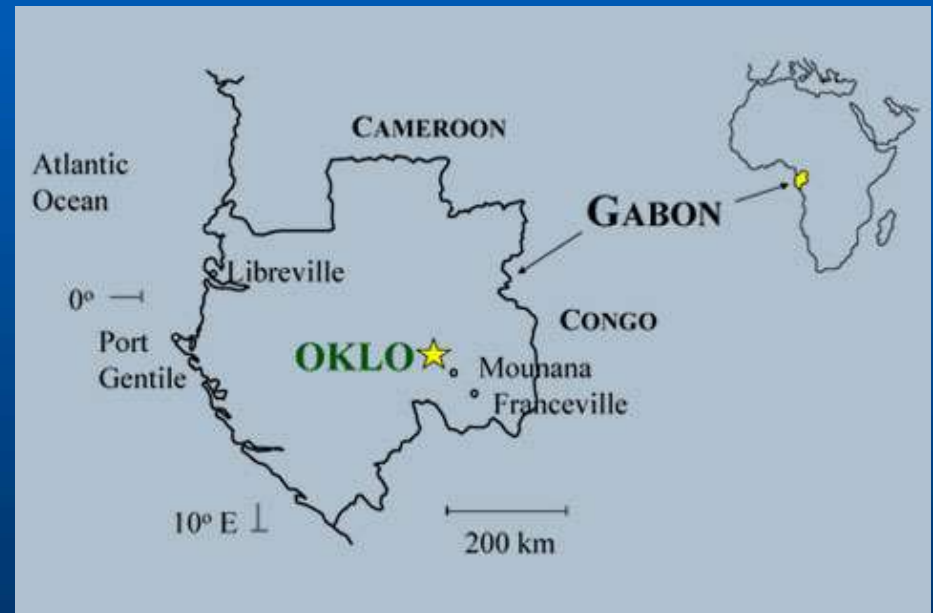 CAMEROON
Atlantic
Ocean
GABON
Libreville
0º
CONGO
Port
Gentile
OKLO
Mounana
Franceville
10º E
200 km